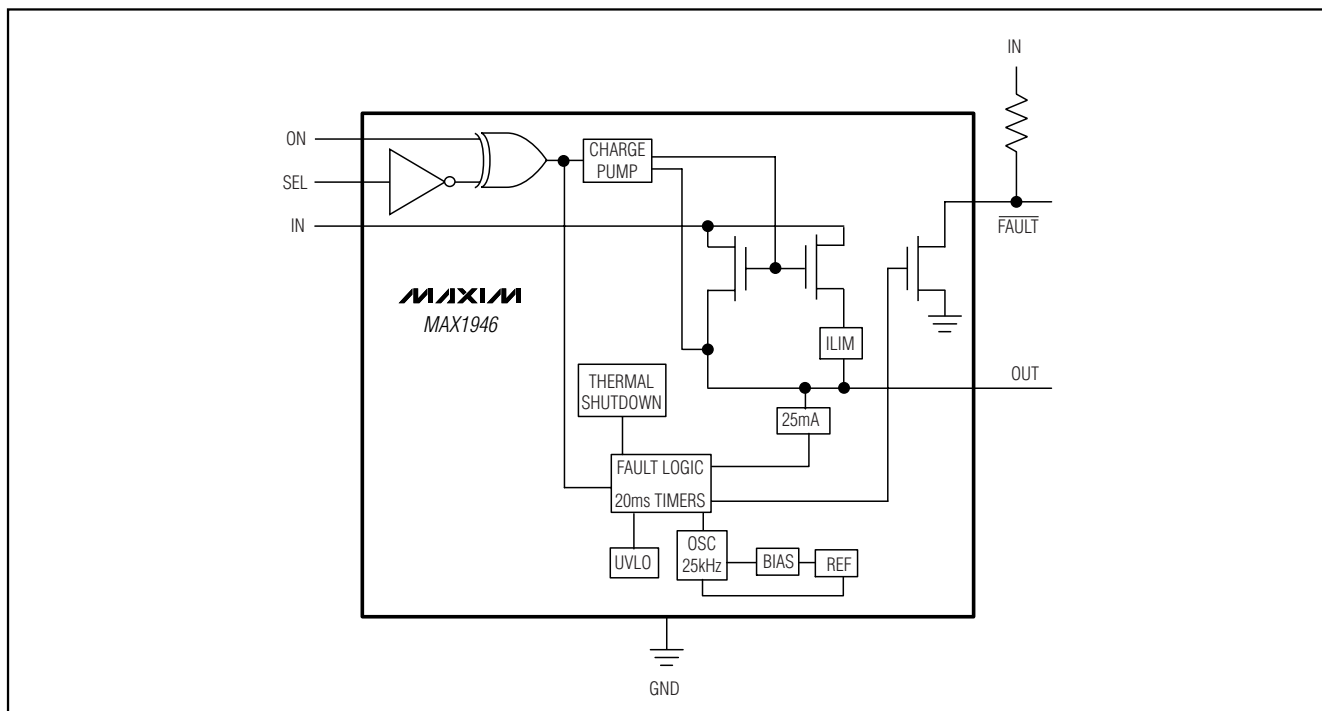 IN
ON
CHARGE
PUMP
SEL
FAULT
IN
MAXIM
MAX1946
ILIM
OUT
THERMAL
SHUTDOWN
25mA
FAULT LOGIC
20ms TIMERS
OSC
25kHz
UVLO
BIAS
REF
GND